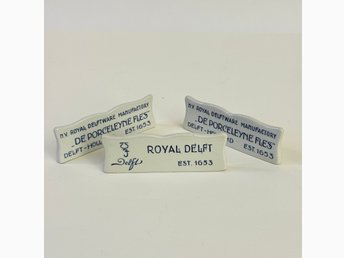 N.V. ROYAL DELFTWARE MANUFACTORY
"DE PORCELEYNE FLES"
DELFT-HOLL EST. 1653
N.V. ROYAL DELFTWARE MANUFACTORY
"DE PORCELEYNE FLES"
DELFT-HO D EST. 1653
ROYAL DELFT
Delft EST. 1653